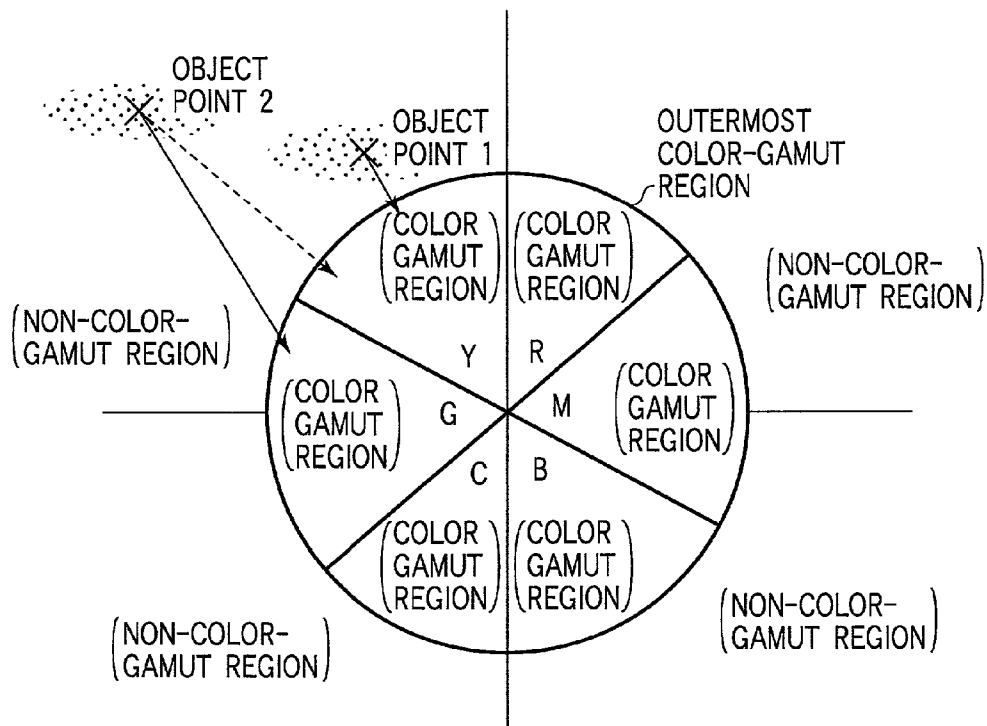 OBJECT
POINT 2
OBJECT
POINT 1
OUTERMOST
COLOR-GAMUT
REGION
(COLOR
GAMUT
REGION)
(COLOR
GAMUT
REGION)
(NON-COLOR-
GAMUT REGION)
(NON-COLOR-
GAMUT REGION)
Y
R
(COLOR
GAMUT
REGION)
G
M
(COLOR
GAMUT
REGION)
C
B
(COLOR
GAMUT
REGION)
(COLOR
GAMUT
REGION)
(NON-COLOR-
GAMUT REGION)
(NON-COLOR-
GAMUT REGION)